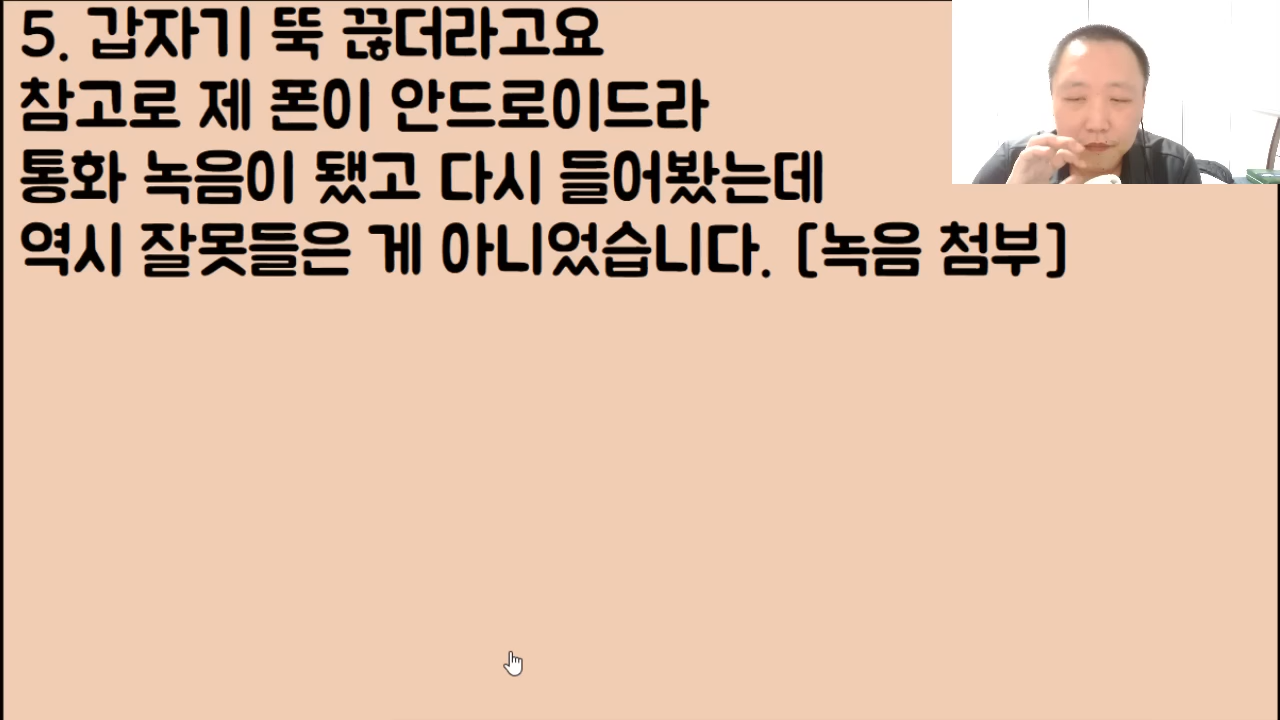 5. 갑자기 뚝 끊더라고요
참고로 제 폰이 안드로이드라
통화 녹음이 됐고 다시 들어봤는데
역시 잘못들은 게 아니었습니다. [녹음 첨부]